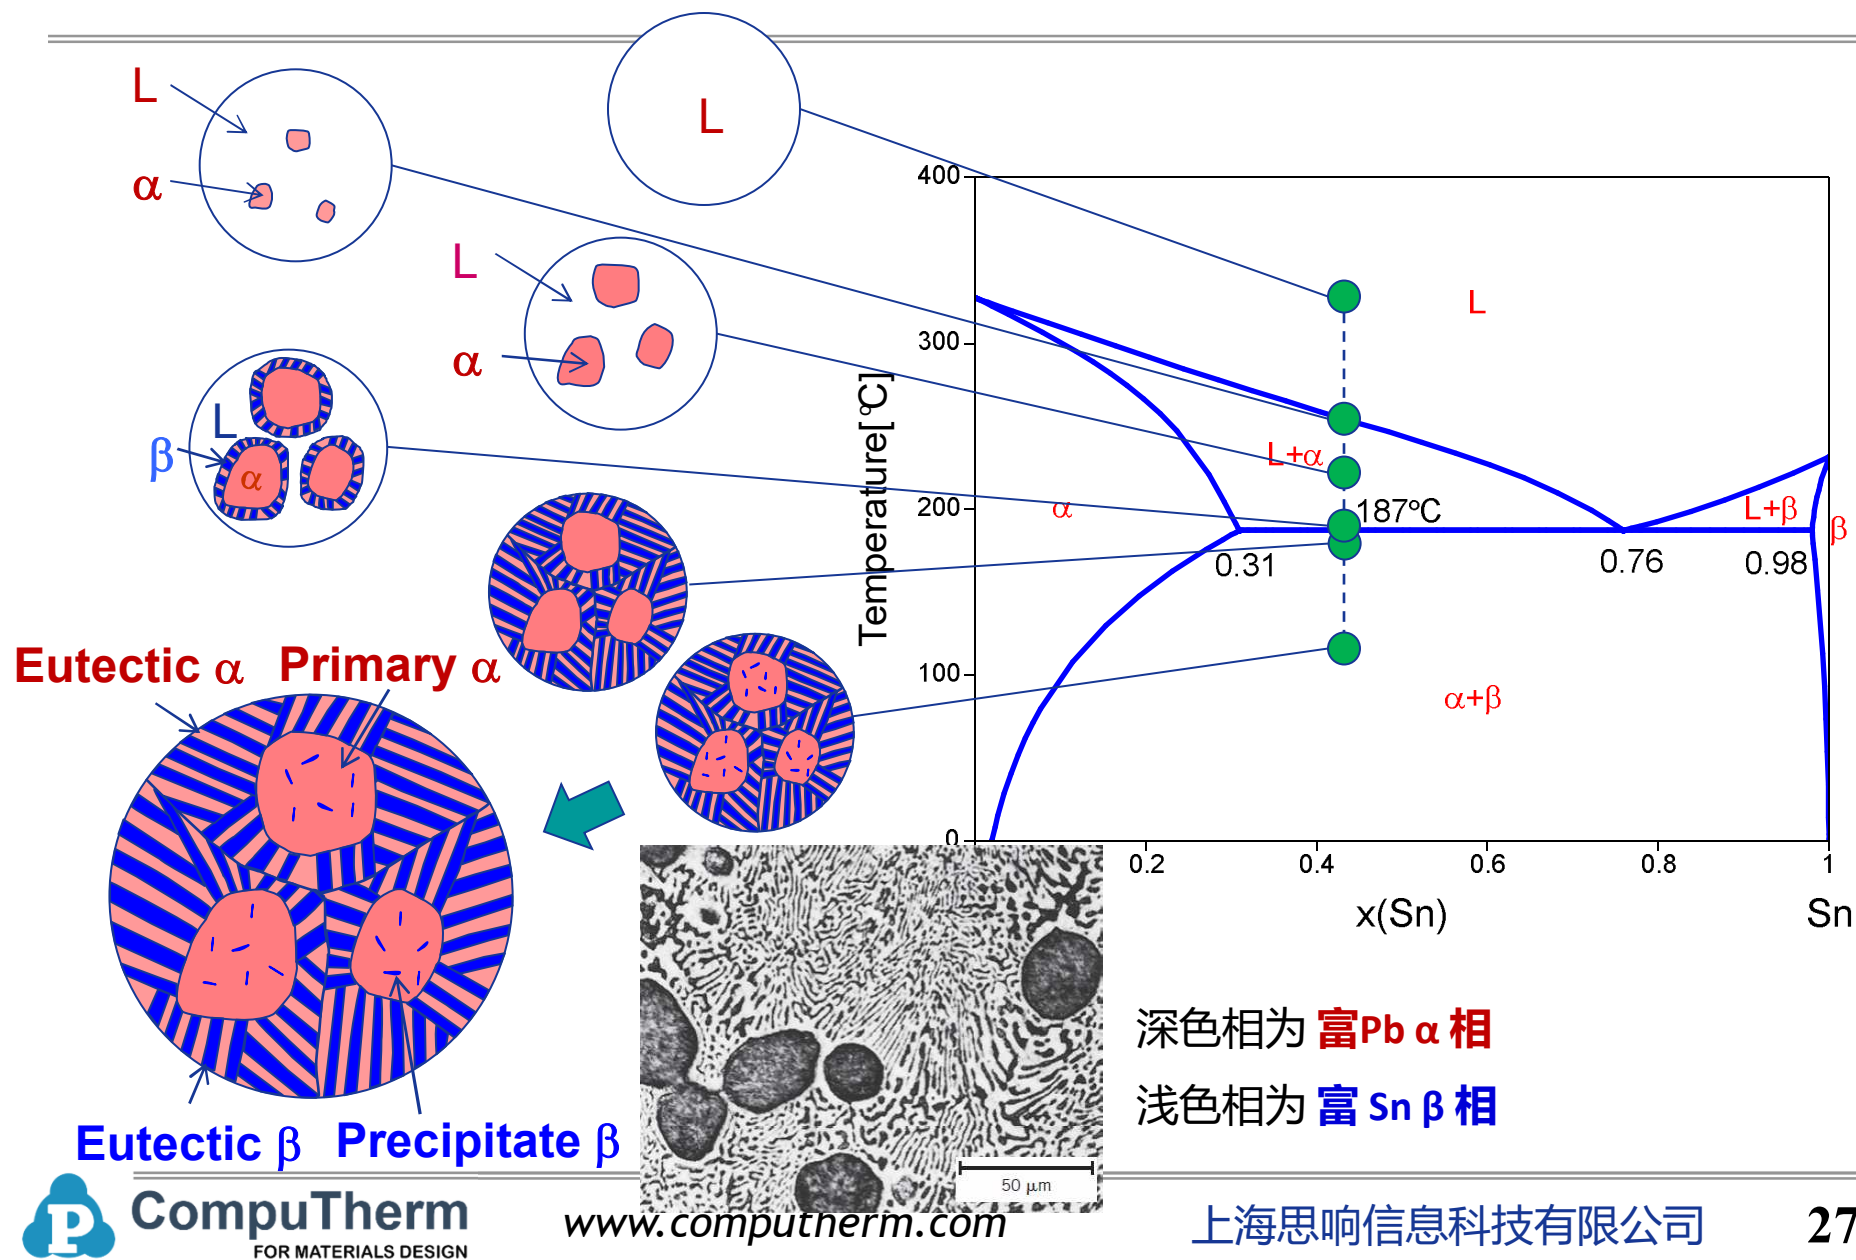 L
α
L
L
α
L
β
α
Eutectic α
Primary α
Eutectic β
Precipitate β
400
300
200
100
0
Temperature[℃]
L
L+α
α
187℃
L+β
β
0.31
0.76
0.98
α+β
0.2
0.4
0.6
0.8
1
x(Sn)
Sn
50 μm
深色相为 富Pb α 相
浅色相为 富 Sn β 相
P
CompuTherm
FOR MATERIALS DESIGN
www.computherm.com
上海思响信息科技有限公司
27